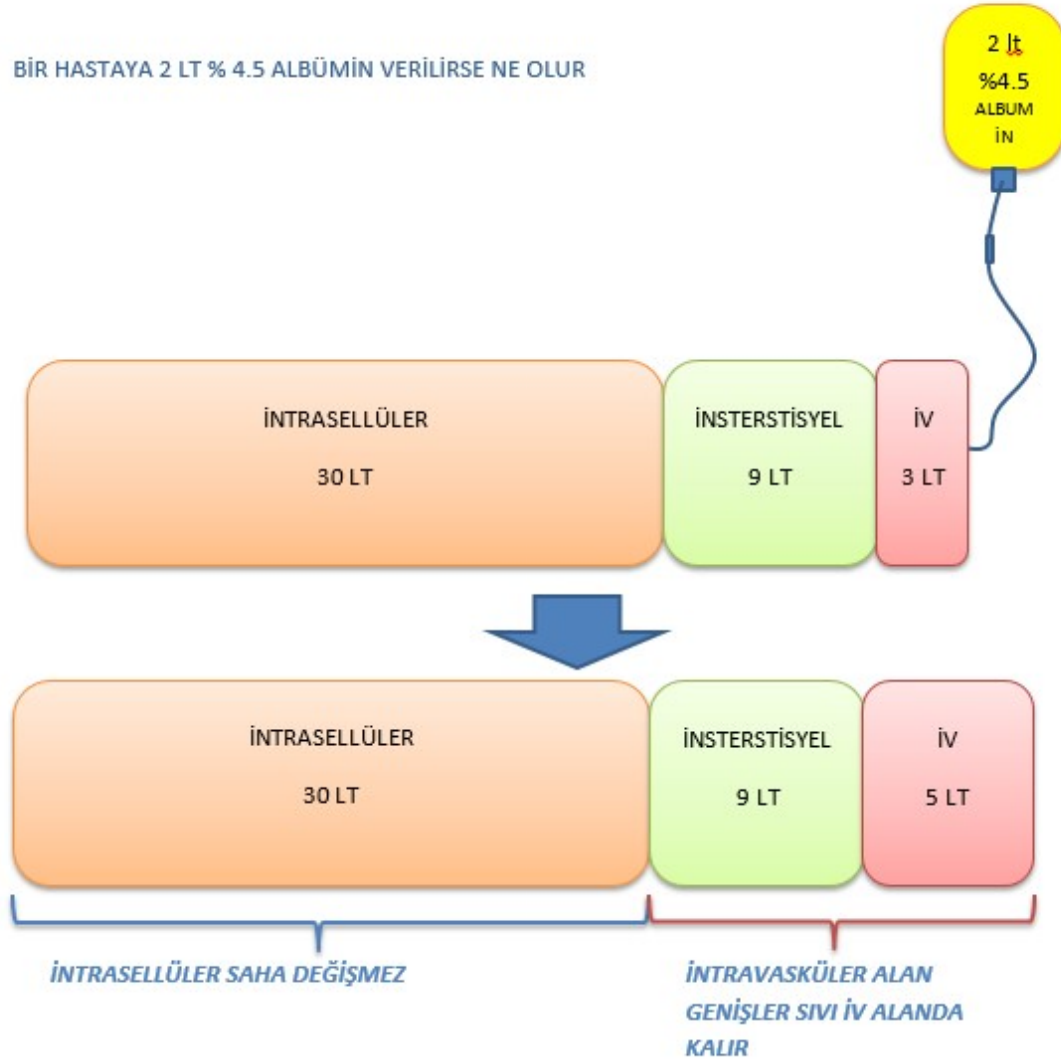 BİR HASTAYA 2 LT % 4.5 ALBÜMİN VERİLİRSE NE OLUR
2 lt
%4.5
ALBUM
İN
İNTRASELLÜLER
30 LT
İNSTERSTİSYEL
9 LT
İV
3 LT
İNTRASELLÜLER
30 LT
İNSTERSTİSYEL
9 LT
İV
5 LT
İNTRASELLÜLER SAHA DEĞİŞMEZ
İNTRAVASKÜLER ALAN
GENİŞLER SIVI İV ALANDA
KALIR